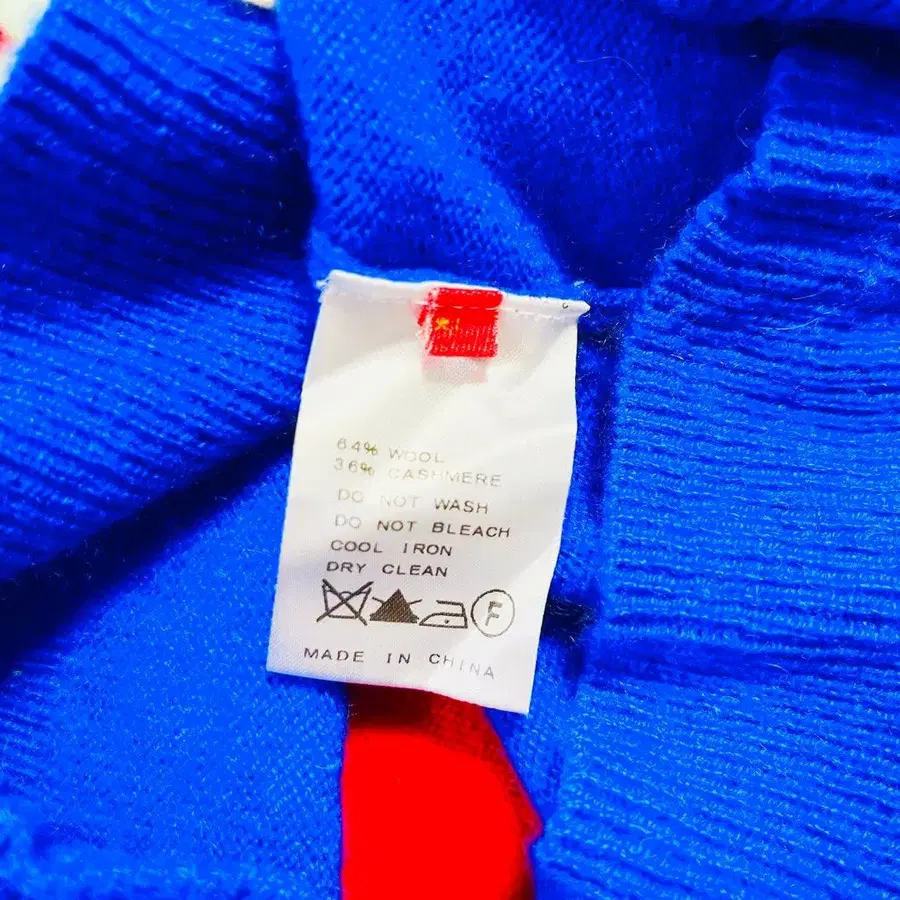 64% WOOL
36% CASHMERE
DO NOT WASH
DO NOT BLEACH
COOL IRON
DRY CLEAN
F
MADE IN CHINA